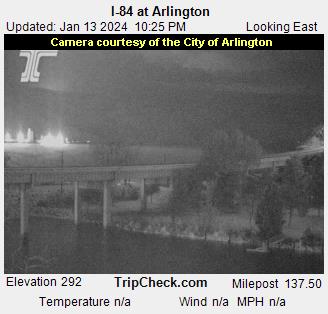 I-84 at Arlington
Updated: Jan 13 2024 10:25 PM Looking East
Camera courtesy of the City of Arlington
Elevation 292 TripCheck.com Milepost 137.50
Temperature n/a Wind n/a MPH n/a